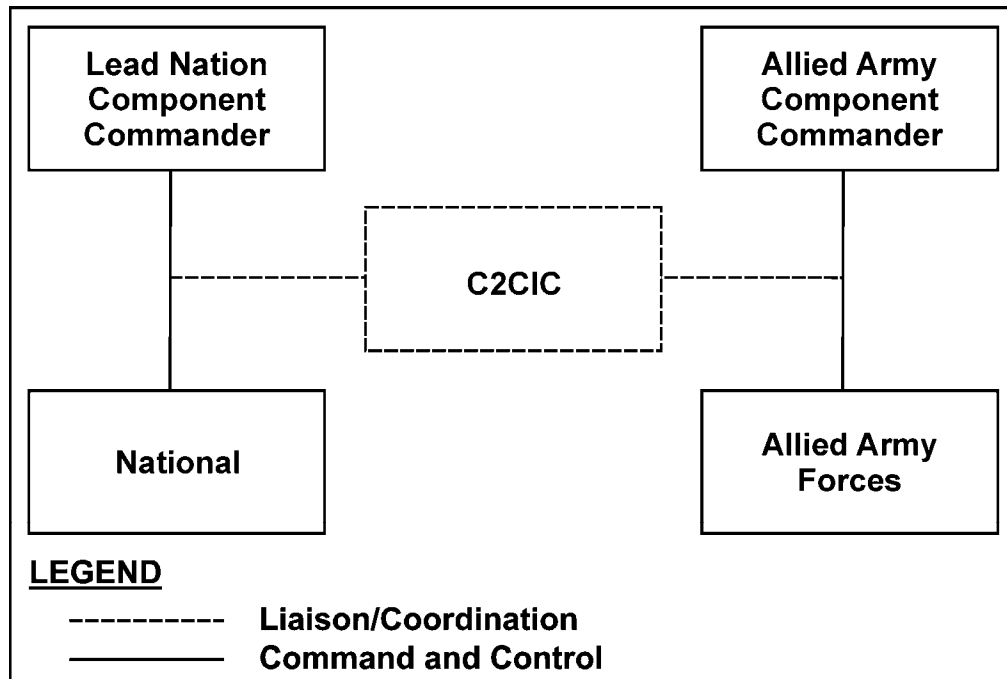 Lead Nation
Component
Commander
Allied Army
Component
Commander
C2CIC
National
Allied Army
Forces
LEGEND
Liaison/Coordination
Command and Control